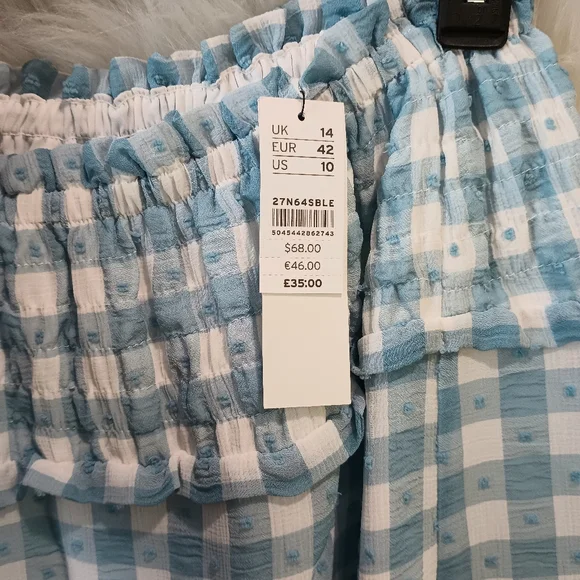 UK 14
EUR 42
US 10
27N64SBLE
5045442862743
$68.00
€46.00
£35:00